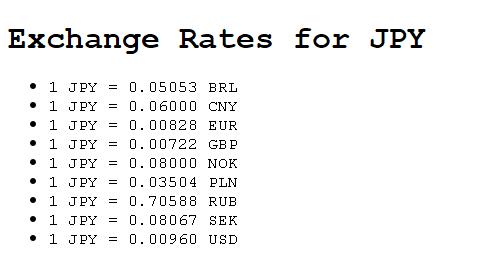 Exchange Rates for JPY
• 1 JPY = 0.05053 BRL
• 1 JPY = 0.06000 CNY
• 1 JPY = 0.00828 EUR
• 1 JPY = 0.00722 GBP
• 1 JPY = 0.08000 NOK
• 1 JPY = 0.03504 PLN
• 1 JPY = 0.70588 RUB
• 1 JPY = 0.08067 SEK
• 1 JPY = 0.00960 USD